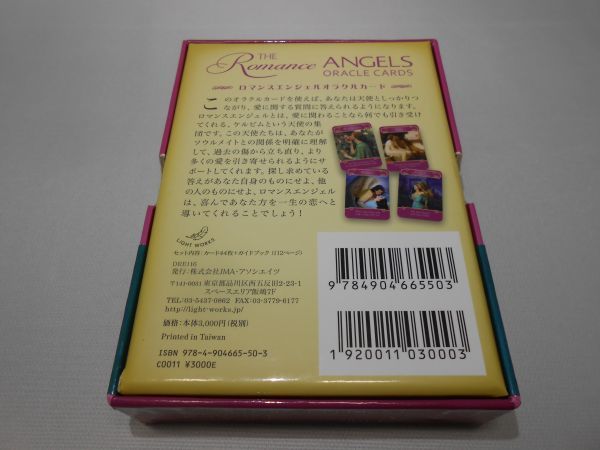 THE
Romance ANGELS
ORACLE CARDS
ロマンスエンジェルオラクルカード
このオラクルカードを使えば、あなたは天使としっかりつ
ながり、愛に関する質問に答えられるようになります。
ロマンスエンジェルとは、愛に関わることなら何でも引き受け
てくれる、ケルビムという天使の集
団です。この天使たちは、あなたが
ソウルメイトとの関係を明確に理解
して、過去の傷から立ち直り、より
多くの愛を引き寄せられるようにサ
ポートしてくれます。探し求めている
答えがあなた自身のものにせよ、他
の人のものにせよ、ロマンスエンジェル
は、喜んであなた方を一生の恋へと
導いてくれることでしょう！
LIGHT WORKS
セット内容:カード44枚+ガイドブック(112ページ)
DRE116
発行:株式会社JMA・アソシエイツ
〒141-0031 東京都品川区西五反田2-23-1
スペースエリア飯嶋7F
TEL/03-5437-0862 FAX/03-3779-6177
http://light-works.jp/
価格:本体3,000円(税別)
Printed in Taiwan
ISBN 978-4-904665-50-3
C0011 ¥3000E
9784904665503
1920011030003